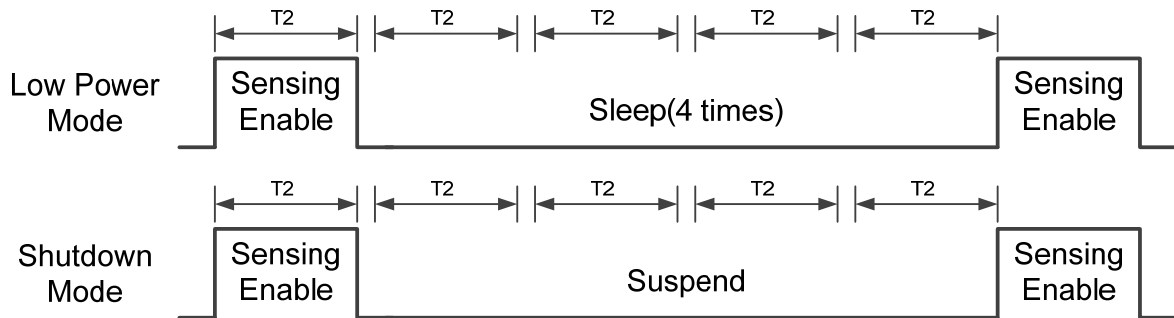 T2 T2 T2 T2 T2
Low Power
Mode
Sensing
Enable
Sleep(4 times)
Sensing
Enable
T2 T2 T2 T2 T2
Shutdown
Mode
Sensing
Enable
Suspend
Sensing
Enable